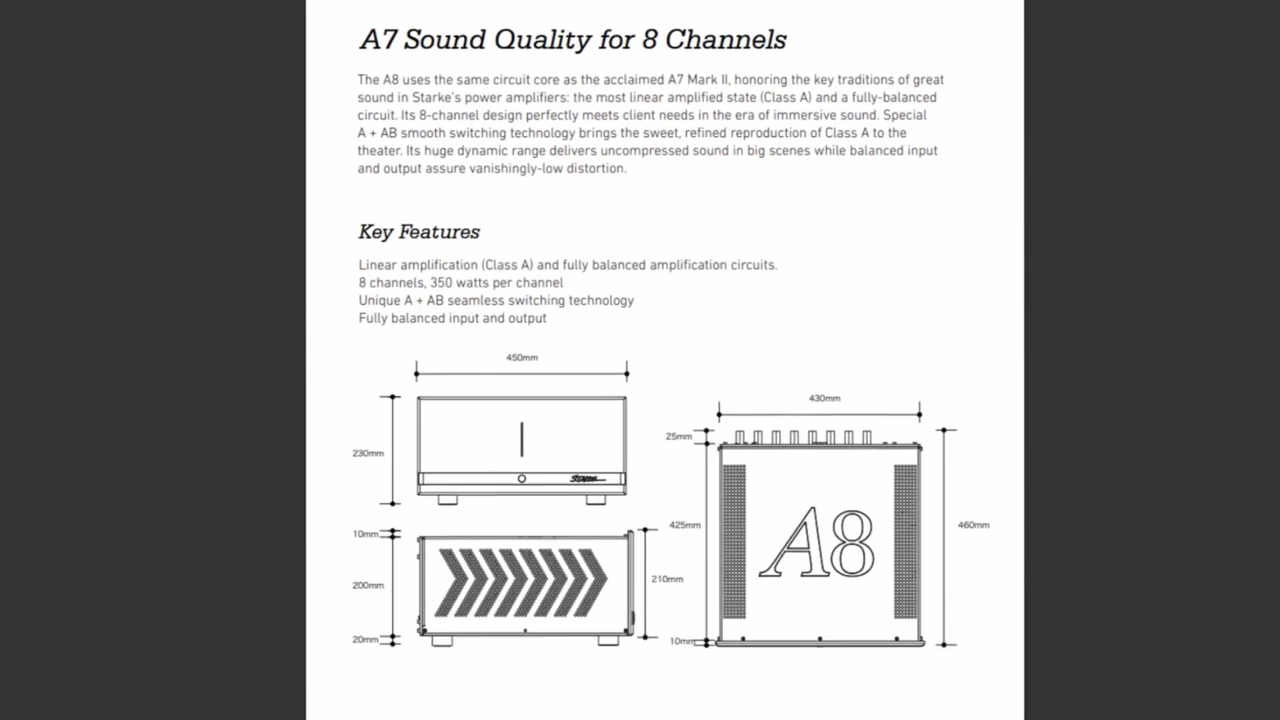 A7 Sound Quality for 8 Channels
The A8 uses the same circuit core as the acclaimed A7 Mark II, honoring the key traditions of great
sound in Starke's power amplifiers: the most linear amplified state (Class A) and a fully-balanced
circuit. Its 8-channel design perfectly meets client needs in the era of immersive sound. Special
A + AB smooth switching technology brings the sweet, refined reproduction of Class A to the
theater. Its huge dynamic range delivers uncompressed sound in big scenes while balanced input
and output assure vanishingly-low distortion.
Key Features
Linear amplification (Class A) and fully balanced amplification circuits.
8 channels, 350 watts per channel
Unique A + AB seamless switching technology
Fully balanced input and output
450mm
230mm
Starke
10mm
200mm
20mm
210mm
430mm
25mm
425mm
10mm
460mm
A8